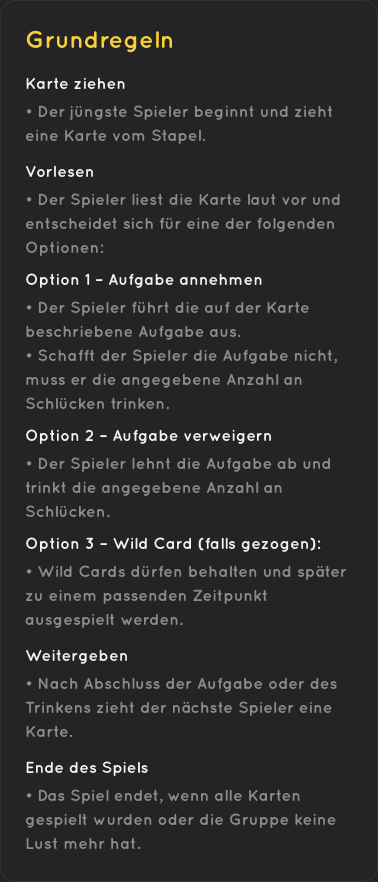 Grundregeln
Karte ziehen
• Der jüngste Spieler beginnt und zieht
eine Karte vom Stapel.
Vorlesen
• Der Spieler liest die Karte laut vor und
entscheidet sich für eine der folgenden
Optionen:
Option 1 – Aufgabe annehmen
• Der Spieler führt die auf der Karte
beschriebene Aufgabe aus.
• Schafft der Spieler die Aufgabe nicht,
muss er die angegebene Anzahl an
Schlücken trinken.
Option 2 – Aufgabe verweigern
• Der Spieler lehnt die Aufgabe ab und
trinkt die angegebene Anzahl an
Schlücken.
Option 3 – Wild Card (falls gezogen):
• Wild Cards dürfen behalten und später
zu einem passenden Zeitpunkt
ausgespielt werden.
Weitergeben
• Nach Abschluss der Aufgabe oder des
Trinkens zieht der nächste Spieler eine
Karte.
Ende des Spiels
• Das Spiel endet, wenn alle Karten
gespielt wurden oder die Gruppe keine
Lust mehr hat.